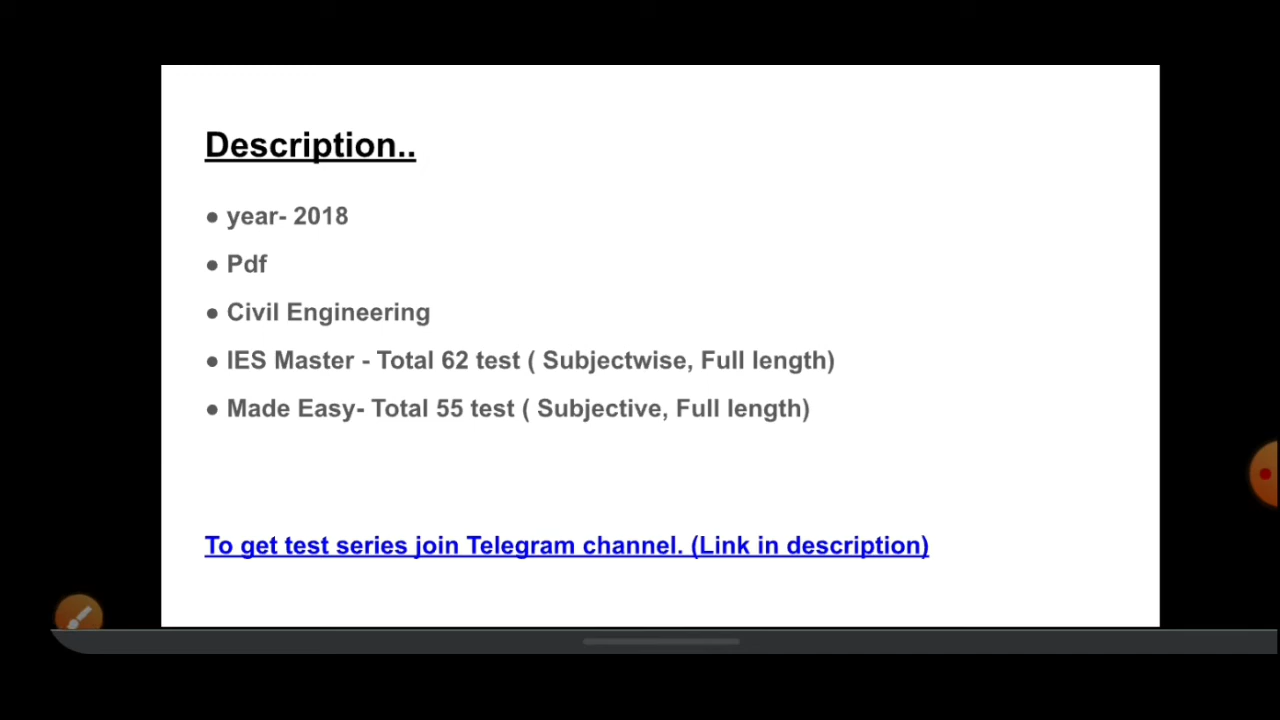 Description..
● year- 2018
● Pdf
● Civil Engineering
● IES Master - Total 62 test ( Subjectwise, Full length)
● Made Easy- Total 55 test ( Subjective, Full length)
To get test series join Telegram channel. (Link in description)